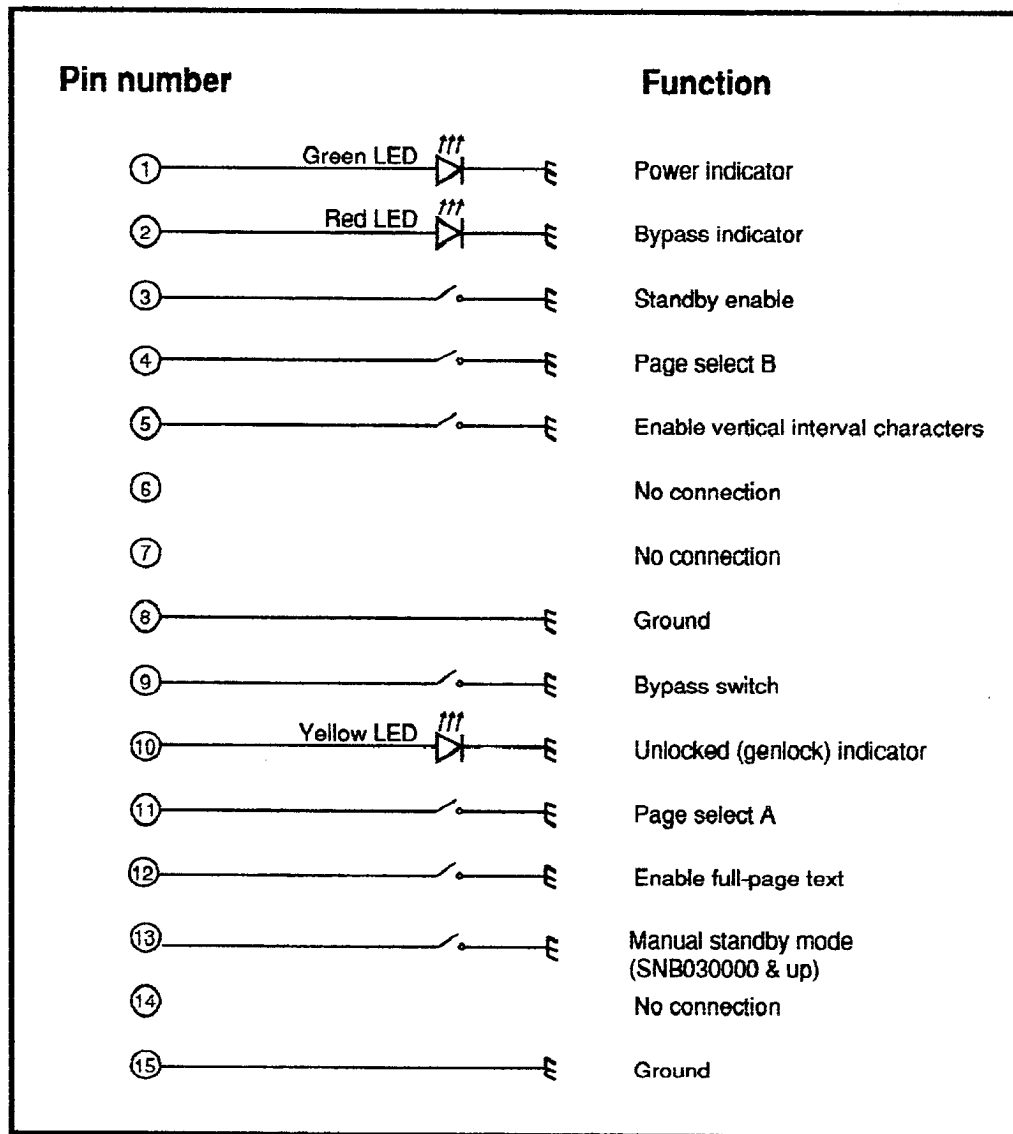 Pin number Function
1 Green LED Power indicator
2 Red LED Bypass indicator
3 Standby enable
4 Page select B
5 Enable vertical interval characters
6 No connection
7 No connection
8 Ground
9 Bypass switch
10 Yellow LED Unlocked (genlock) indicator
11 Page select A
12 Enable full-page text
13 Manual standby mode
(SNB030000 & up)
14 No connection
15 Ground